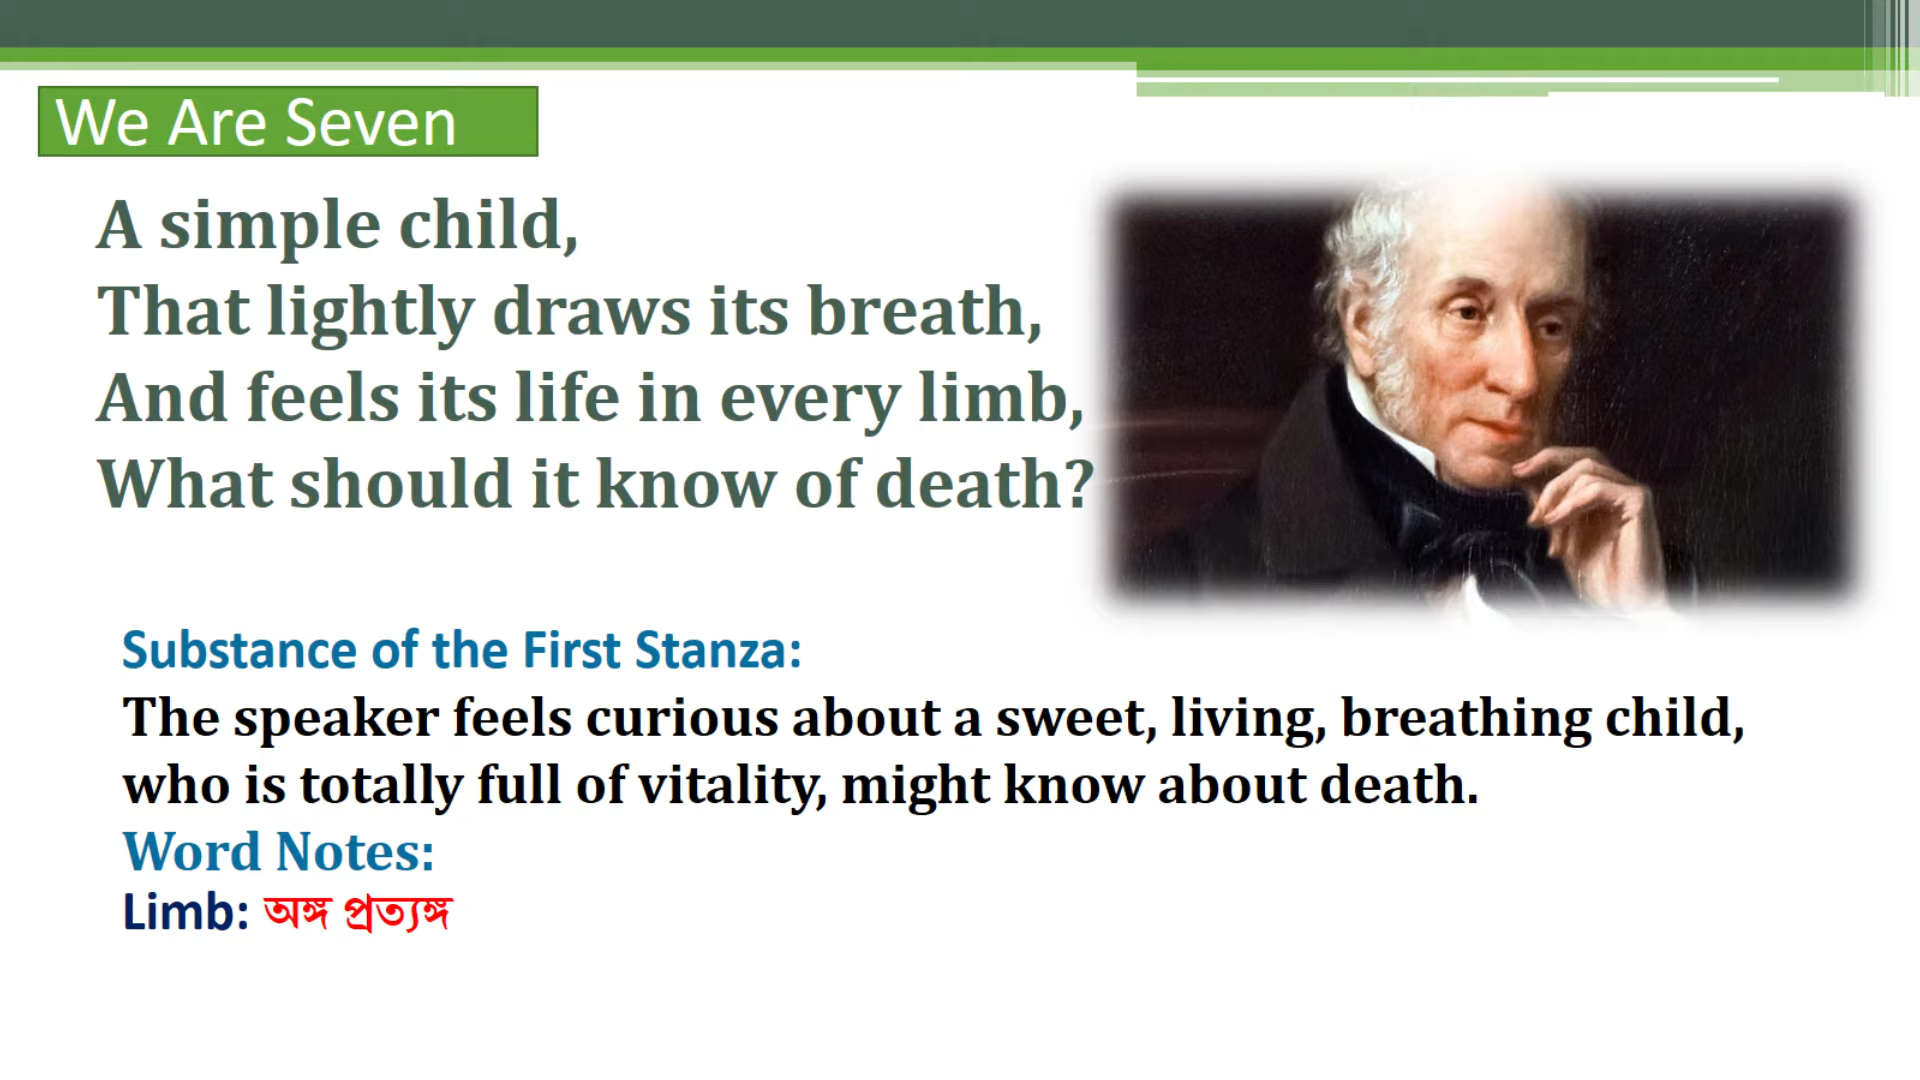 We Are Seven
A simple child,
That lightly draws its breath,
And feels its life in every limb,
What should it know of death?
Substance of the First Stanza:
The speaker feels curious about a sweet, living, breathing child,
who is totally full of vitality, might know about death.
Word Notes:
Limb: অঙ্গ প্রত্যঙ্গ